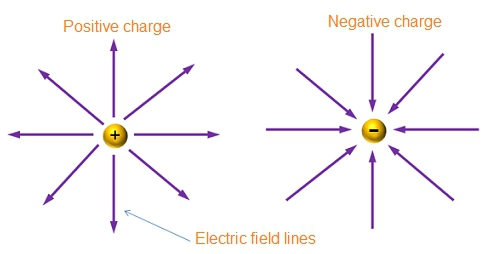 Positive charge
Negative charge
+
-
Electric field lines